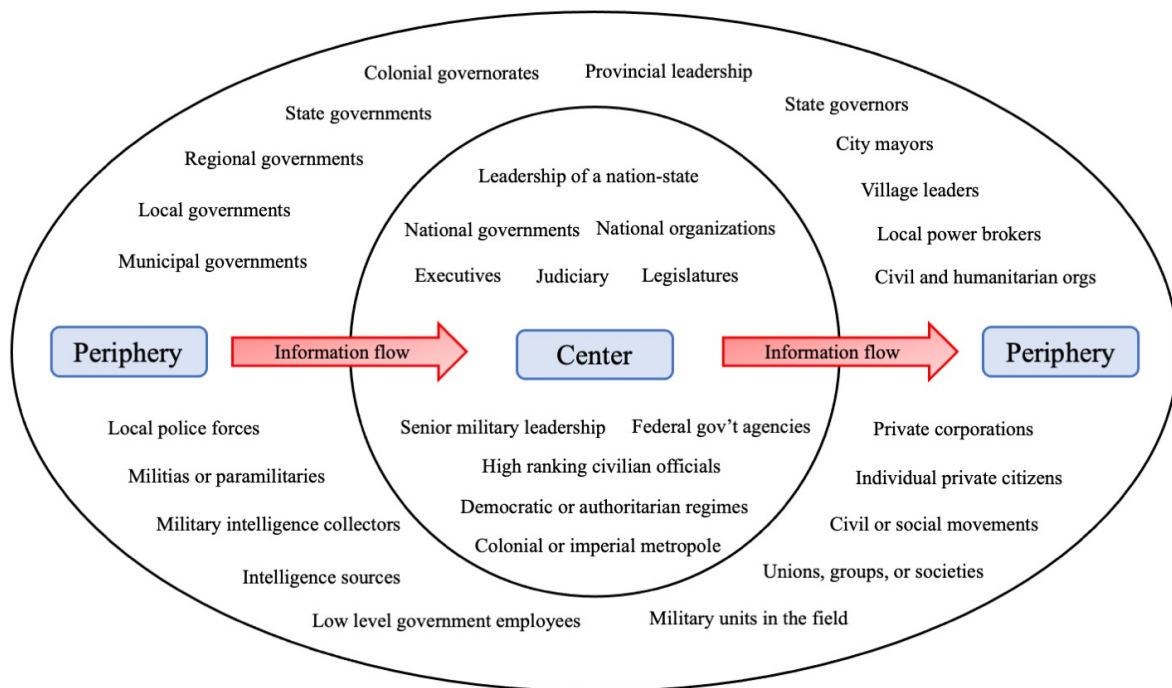 Colonial governorates
Provincial leadership
State governments
State governors
Regional governments
City mayors
Leadership of a nation-state
Village leaders
Local governments
National governments
National organizations
Local power brokers
Municipal governments
Executives
Judiciary
Legislatures
Civil and humanitarian orgs
Periphery
Information flow
Center
Information flow
Periphery
Local police forces
Senior military leadership
Federal gov’t agencies
Private corporations
High ranking civilian officials
Militias or paramilitaries
Individual private citizens
Democratic or authoritarian regimes
Military intelligence collectors
Civil or social movements
Colonial or imperial metropole
Intelligence sources
Unions, groups, or societies
Low level government employees
Military units in the field